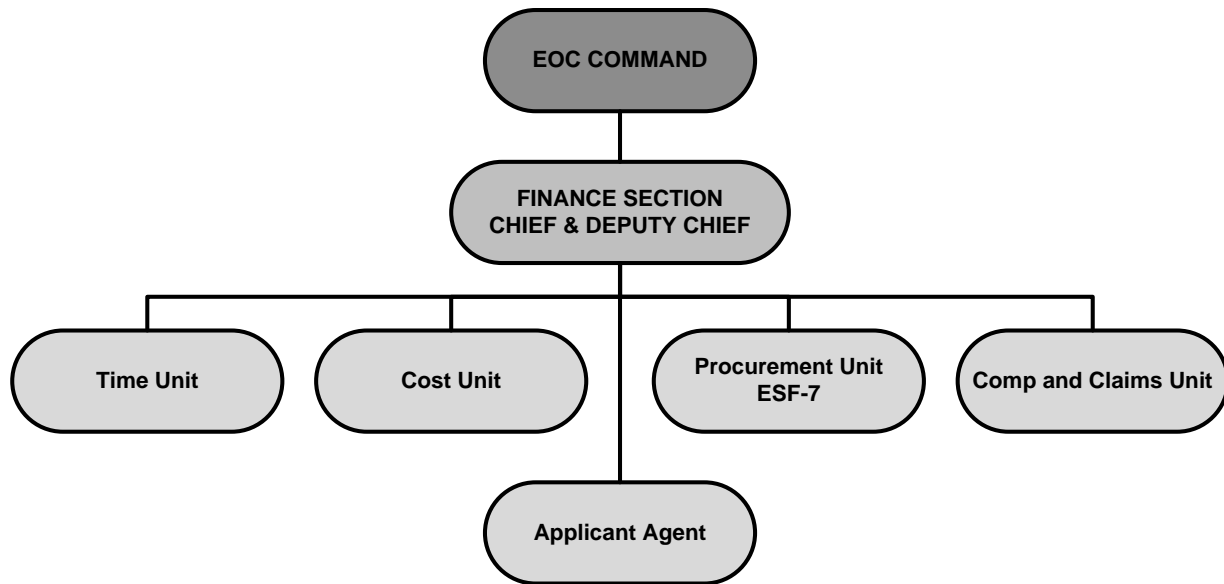 EOC COMMAND
FINANCE SECTION
CHIEF & DEPUTY CHIEF
Time Unit
Cost Unit
Procurement Unit
ESF-7
Comp and Claims Unit
Applicant Agent